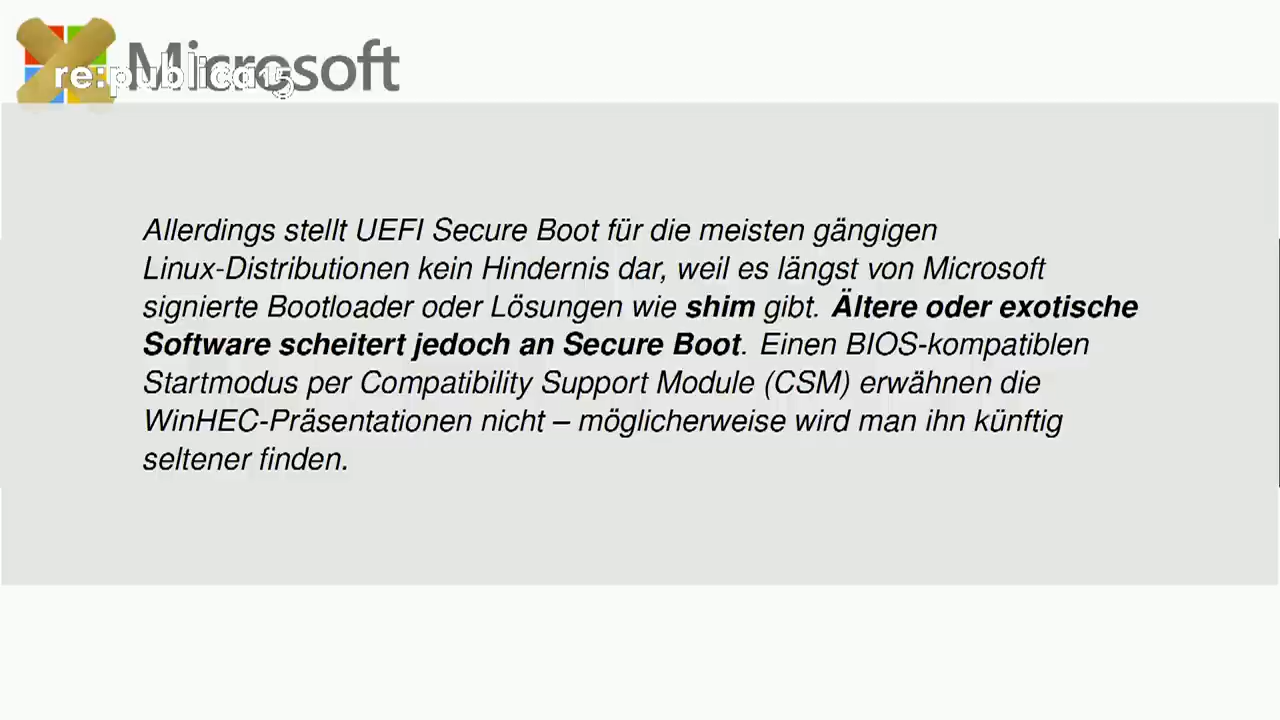 Microsoft
re:publica15
Allerdings stellt UEFI Secure Boot für die meisten gängigen
Linux-Distributionen kein Hindernis dar, weil es längst von Microsoft
signierte Bootloader oder Lösungen wie shim gibt. Ältere oder exotische
Software scheitert jedoch an Secure Boot. Einen BIOS-kompatiblen
Startmodus per Compatibility Support Module (CSM) erwähnen die
WinHEC-Präsentationen nicht – möglicherweise wird man ihn künftig
seltener finden.